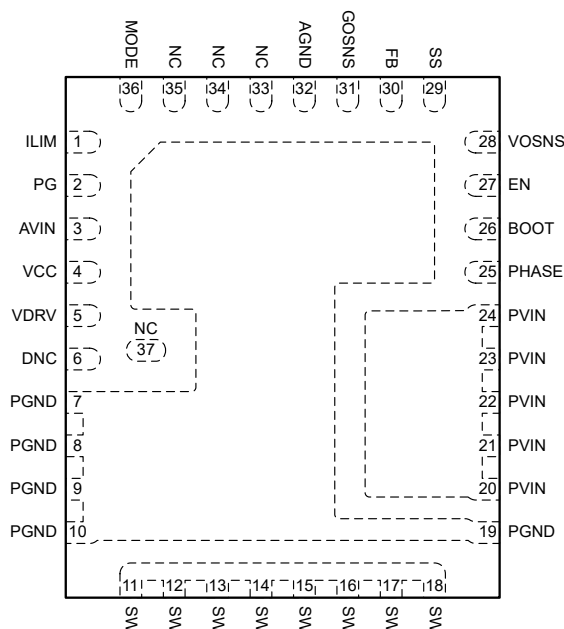 MODE NC NC NC AGND GOSNS FB SS
36 35 34 33 32 31 30 29
ILIM 1 28 VOSNS
PG 2 27 EN
AVIN 3 26 BOOT
VCC 4 25 PHASE
VDRV 5 24 PVIN
NC
37
DNC 6 23 PVIN
PGND 7 22 PVIN
PGND 8 21 PVIN
PGND 9 20 PVIN
PGND 10 19 PGND
11 12 13 14 15 16 17 18
SW SW SW SW SW SW SW SW